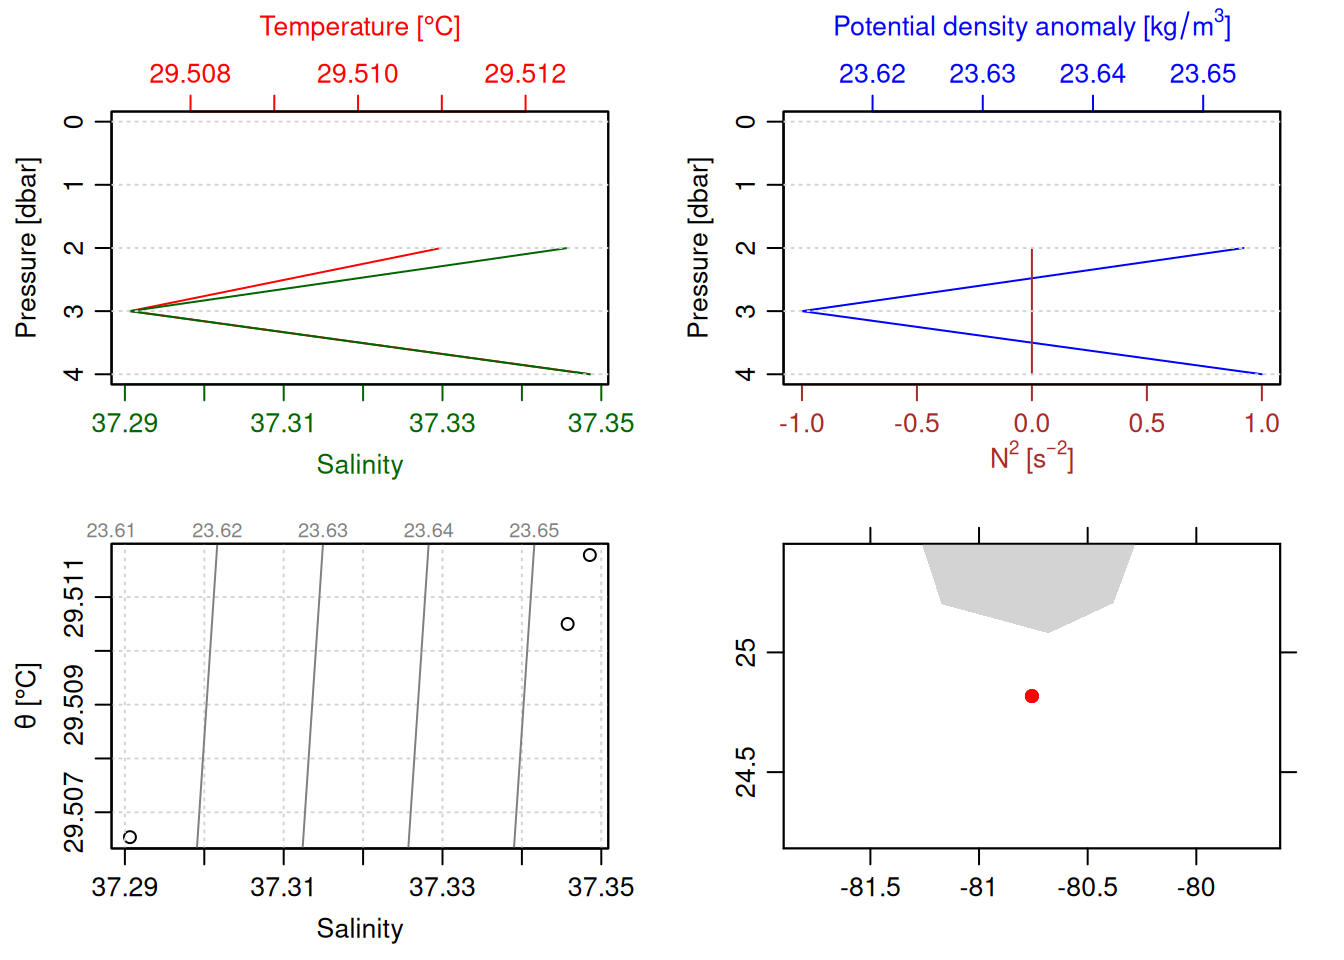 Temperature [°C]
29.508 29.510 29.512
Pressure [dbar]
0
1
2
3
4
37.29 37.31 37.33 37.35
Salinity
Potential density anomaly [kg/m³]
23.62 23.63 23.64 23.65
Pressure [dbar]
0
1
2
3
4
-1.0 -0.5 0.0 0.5 1.0
N² [s⁻²]
23.61 23.62 23.63 23.64 23.65
θ [°C]
29.511
29.509
29.507
37.29 37.31 37.33 37.35
Salinity
25
24.5
-81.5 -81 -80.5 -80